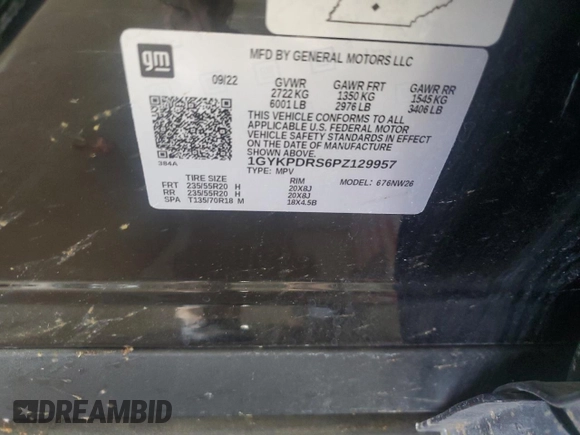 gm
MFD BY GENERAL MOTORS LLC
09/22 GVWR GAWR FRT GAWR RR
2722 KG 1350 KG 1545 KG
6001 LB 2976 LB 3406 LB
THIS VEHICLE CONFORMS TO ALL
APPLICABLE U.S. FEDERAL MOTOR
VEHICLE SAFETY STANDARDS IN EFFECT
ON THE DATE OF MANUFACTURE
SHOWN ABOVE.
1GYKPDRS6PZ129957
384A TYPE: MPV
TIRE SIZE RIM MODEL: 676NW26
FRT 235/55R20 H 20X8J
RR 235/55R20 H 20X8J
SPA T135/70R18 M 18X4.5B
DREAMBID